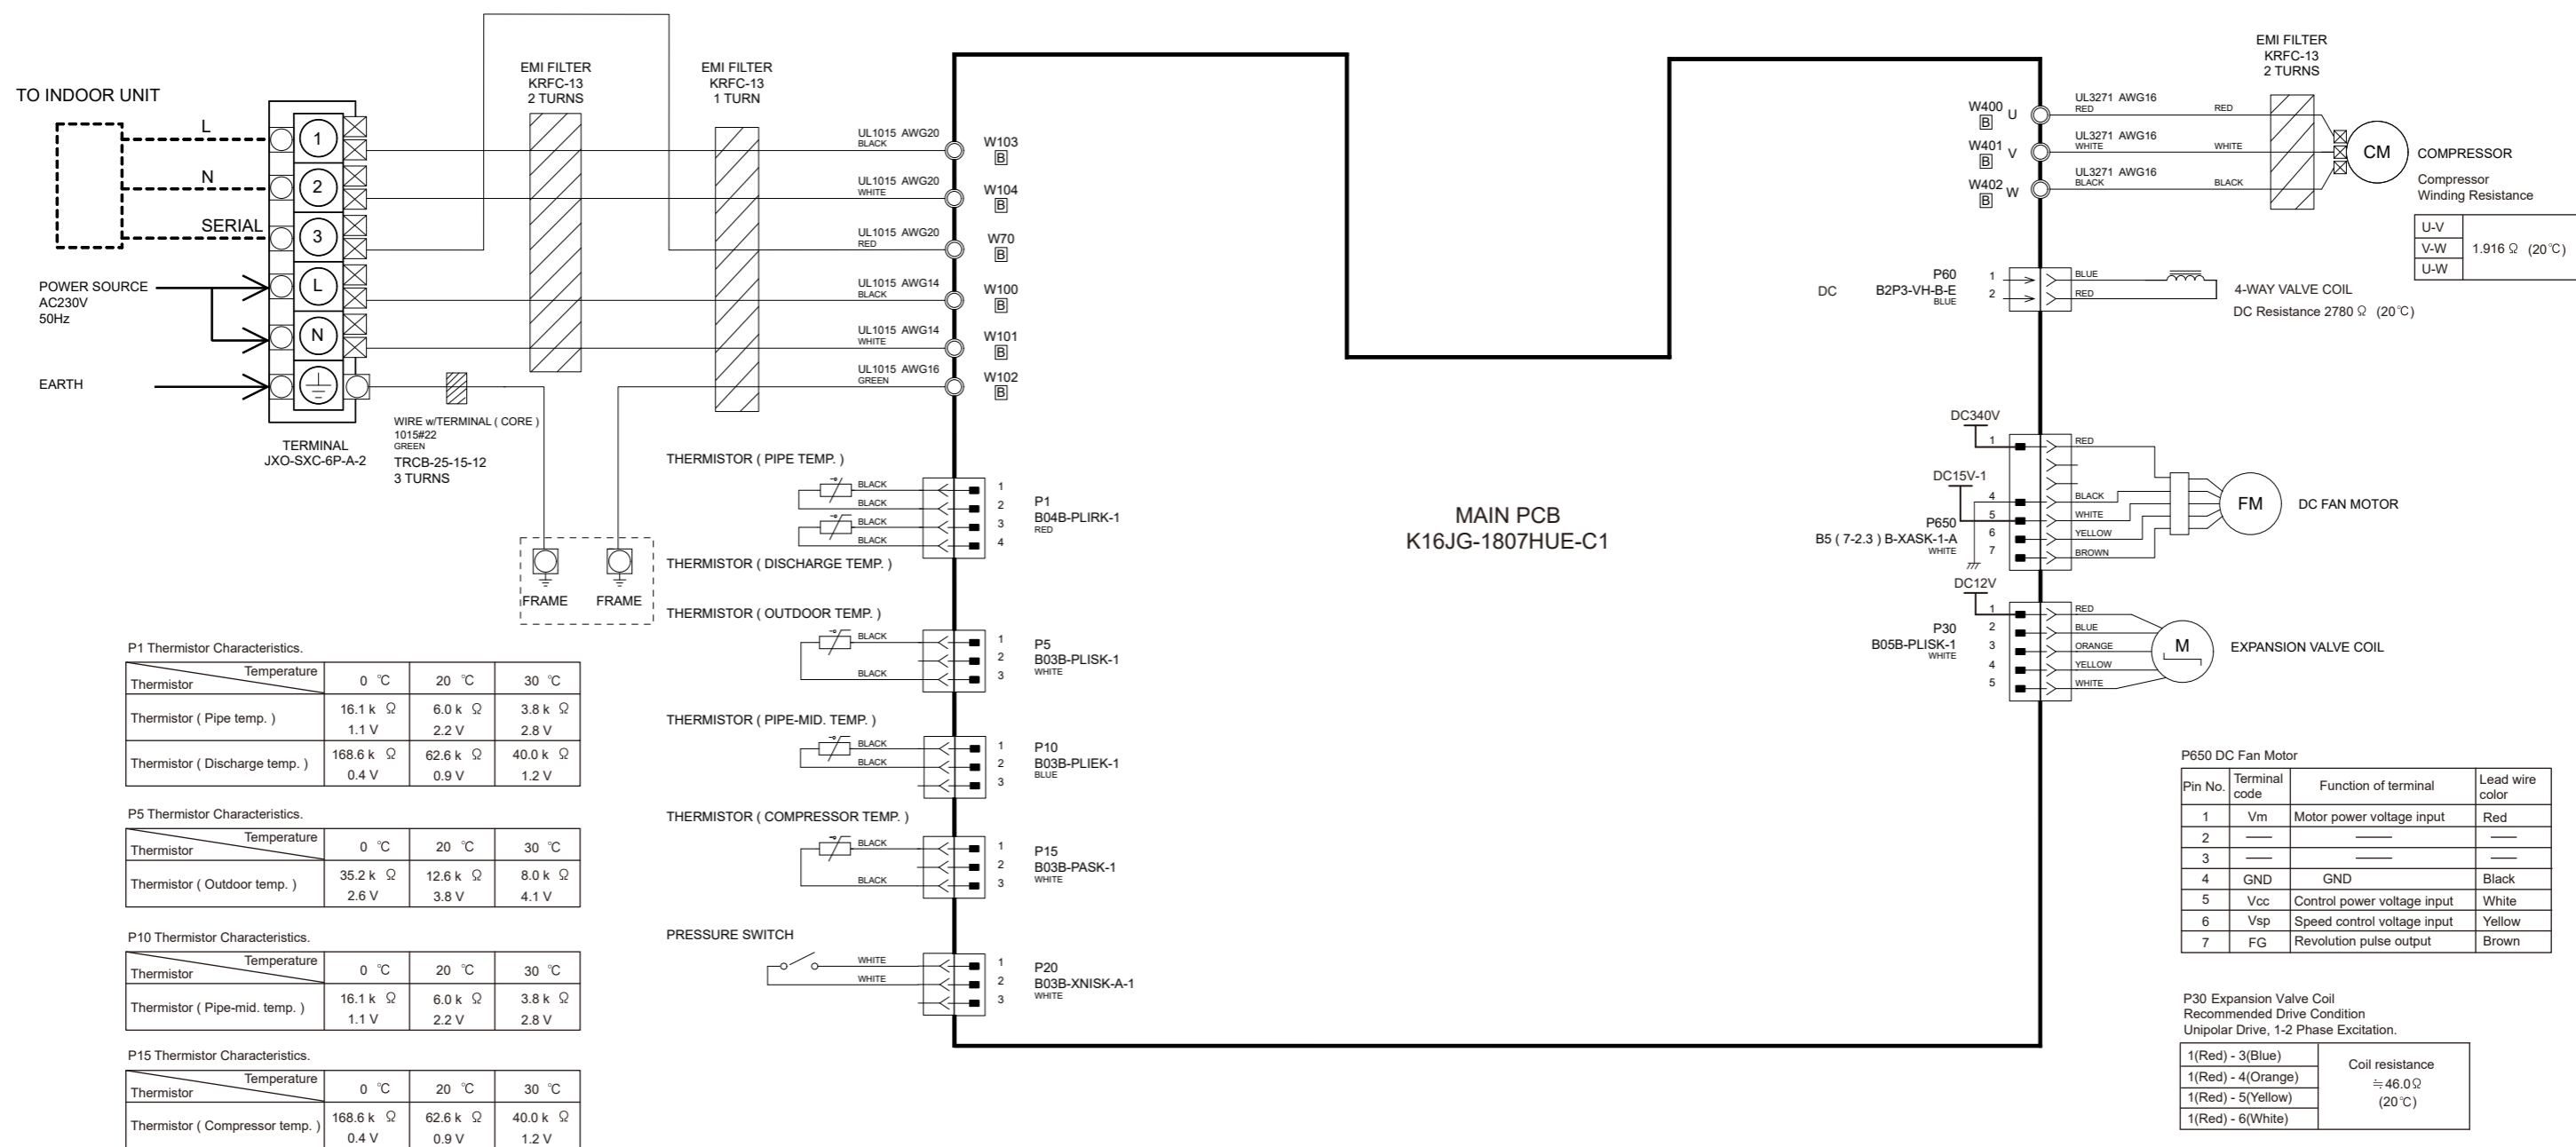 TO INDOOR UNIT
L
N
SERIAL
POWER SOURCE
AC230V
50Hz
EARTH
1
2
3
L
N
TERMINAL
JXO-SXC-6P-A-2
WIRE w/TERMINAL ( CORE )
1015#22
GREEN
TRCB-25-15-12
3 TURNS
EMI FILTER
KRFC-13
2 TURNS
EMI FILTER
KRFC-13
1 TURN
FRAME
FRAME
UL1015 AWG20
BLACK
W103
B
UL1015 AWG20
WHITE
W104
B
UL1015 AWG20
RED
W70
B
UL1015 AWG14
BLACK
W100
B
UL1015 AWG14
WHITE
W101
B
UL1015 AWG16
GREEN
W102
B
THERMISTOR ( PIPE TEMP. )
BLACK
BLACK
BLACK
BLACK
1
2
3
4
P1
B04B-PLIRK-1
RED
THERMISTOR ( DISCHARGE TEMP. )
THERMISTOR ( OUTDOOR TEMP. )
BLACK
BLACK
1
2
3
P5
B03B-PLISK-1
WHITE
THERMISTOR ( PIPE-MID. TEMP. )
BLACK
BLACK
1
2
3
P10
B03B-PLIEK-1
BLUE
THERMISTOR ( COMPRESSOR TEMP. )
BLACK
BLACK
1
2
3
P15
B03B-PASK-1
WHITE
PRESSURE SWITCH
WHITE
WHITE
1
2
3
P20
B03B-XNISK-A-1
WHITE
MAIN PCB
K16JG-1807HUE-C1
EMI FILTER
KRFC-13
2 TURNS
W400 U
B
UL3271 AWG16
RED RED
W401 V
B
UL3271 AWG16
WHITE WHITE
W402 W
B
UL3271 AWG16
BLACK BLACK
CM
COMPRESSOR
Compressor
Winding Resistance
U-V
V-W 1.916 Ω (20℃)
U-W
DC
P60
B2P3-VH-B-E
BLUE
1
2
BLUE
RED
4-WAY VALVE COIL
DC Resistance 2780 Ω (20℃)
DC340V
DC15V-1
P650
B5 ( 7-2.3 ) B-XASK-1-A
WHITE
1
4
5
6
7
RED
BLACK
WHITE
YELLOW
BROWN
FM
DC FAN MOTOR
DC12V
P30
B05B-PLISK-1
WHITE
1
2
3
4
5
RED
BLUE
ORANGE
YELLOW
WHITE
M
EXPANSION VALVE COIL
P1 Thermistor Characteristics.
Temperature
Thermistor 0 ℃ 20 ℃ 30 ℃
Thermistor ( Pipe temp. )
16.1 k Ω 6.0 k Ω 3.8 k Ω
1.1 V 2.2 V 2.8 V
Thermistor ( Discharge temp. )
168.6 k Ω 62.6 k Ω 40.0 k Ω
0.4 V 0.9 V 1.2 V
P5 Thermistor Characteristics.
Temperature
Thermistor 0 ℃ 20 ℃ 30 ℃
Thermistor ( Outdoor temp. )
35.2 k Ω 12.6 k Ω 8.0 k Ω
2.6 V 3.8 V 4.1 V
P10 Thermistor Characteristics.
Temperature
Thermistor 0 ℃ 20 ℃ 30 ℃
Thermistor ( Pipe-mid. temp. )
16.1 k Ω 6.0 k Ω 3.8 k Ω
1.1 V 2.2 V 2.8 V
P15 Thermistor Characteristics.
Temperature
Thermistor 0 ℃ 20 ℃ 30 ℃
Thermistor ( Compressor temp. )
168.6 k Ω 62.6 k Ω 40.0 k Ω
0.4 V 0.9 V 1.2 V
P650 DC Fan Motor
Pin No. Terminal code Function of terminal Lead wire color
1 Vm Motor power voltage input Red
2 —— —— ——
3 —— —— ——
4 GND GND Black
5 Vcc Control power voltage input White
6 Vsp Speed control voltage input Yellow
7 FG Revolution pulse output Brown
P30 Expansion Valve Coil
Recommended Drive Condition
Unipolar Drive, 1-2 Phase Excitation.
1(Red) - 3(Blue)
1(Red) - 4(Orange)
1(Red) - 5(Yellow)
1(Red) - 6(White)
Coil resistance
≒46.0Ω
(20℃)